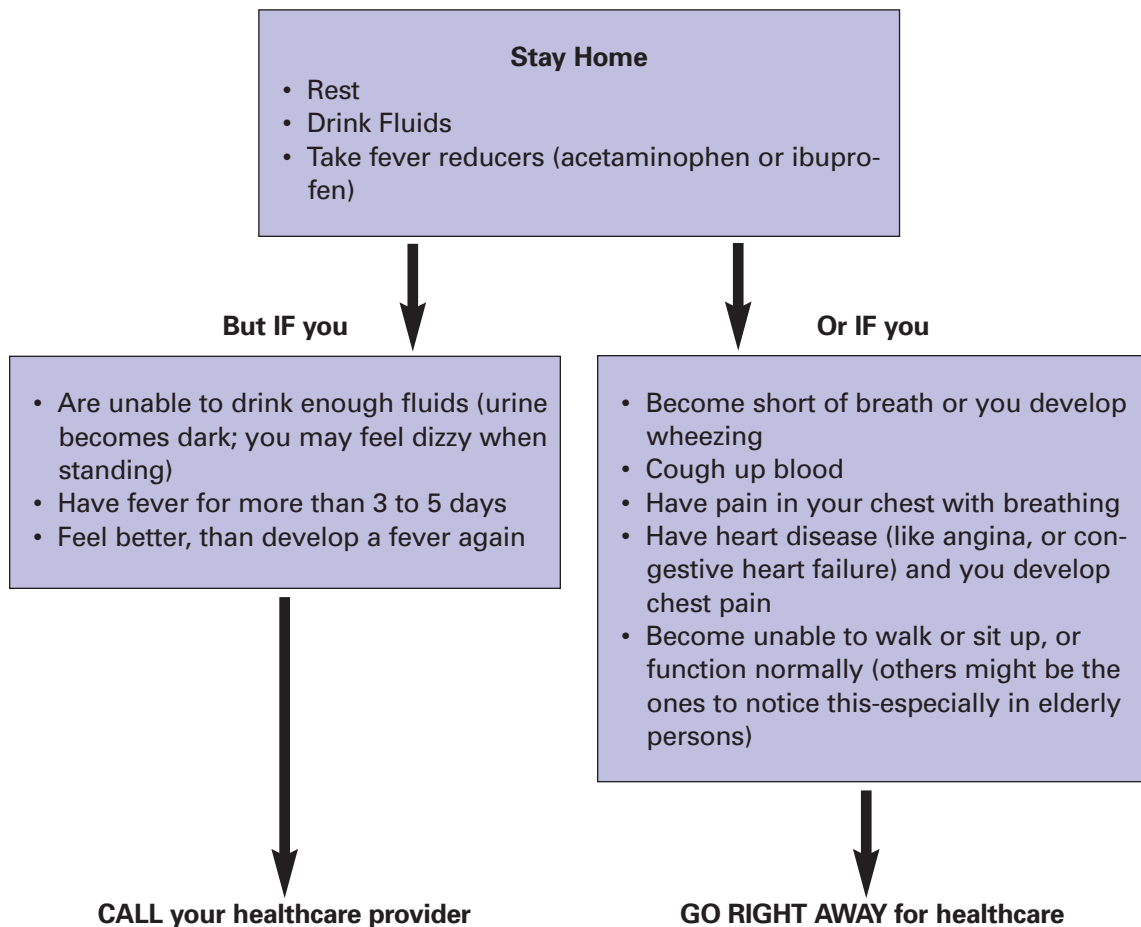 Stay Home
• Rest
• Drink Fluids
• Take fever reducers (acetaminophen or ibupro-
fen)
But IF you
• Are unable to drink enough fluids (urine
becomes dark; you may feel dizzy when
standing)
• Have fever for more than 3 to 5 days
• Feel better, than develop a fever again
CALL your healthcare provider
Or IF you
• Become short of breath or you develop
wheezing
• Cough up blood
• Have pain in your chest with breathing
• Have heart disease (like angina, or con-
gestive heart failure) and you develop
chest pain
• Become unable to walk or sit up, or
function normally (others might be the
ones to notice this-especially in elderly
persons)
GO RIGHT AWAY for healthcare